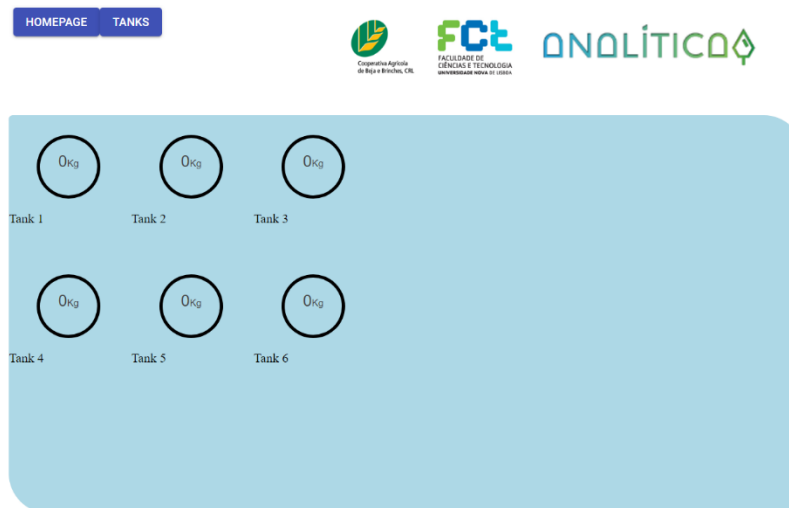 HOMEPAGE TANKS
Cooperativa Agrícola
de Beja e Brinches, CRL
FCt
FACULDADE DE
CIÊNCIAS E TECNOLOGIA
UNIVERSIDADE NOVA DE LISBOA
ANALÍTICA
0Kg 0Kg 0Kg
Tank 1 Tank 2 Tank 3
0Kg 0Kg 0Kg
Tank 4 Tank 5 Tank 6